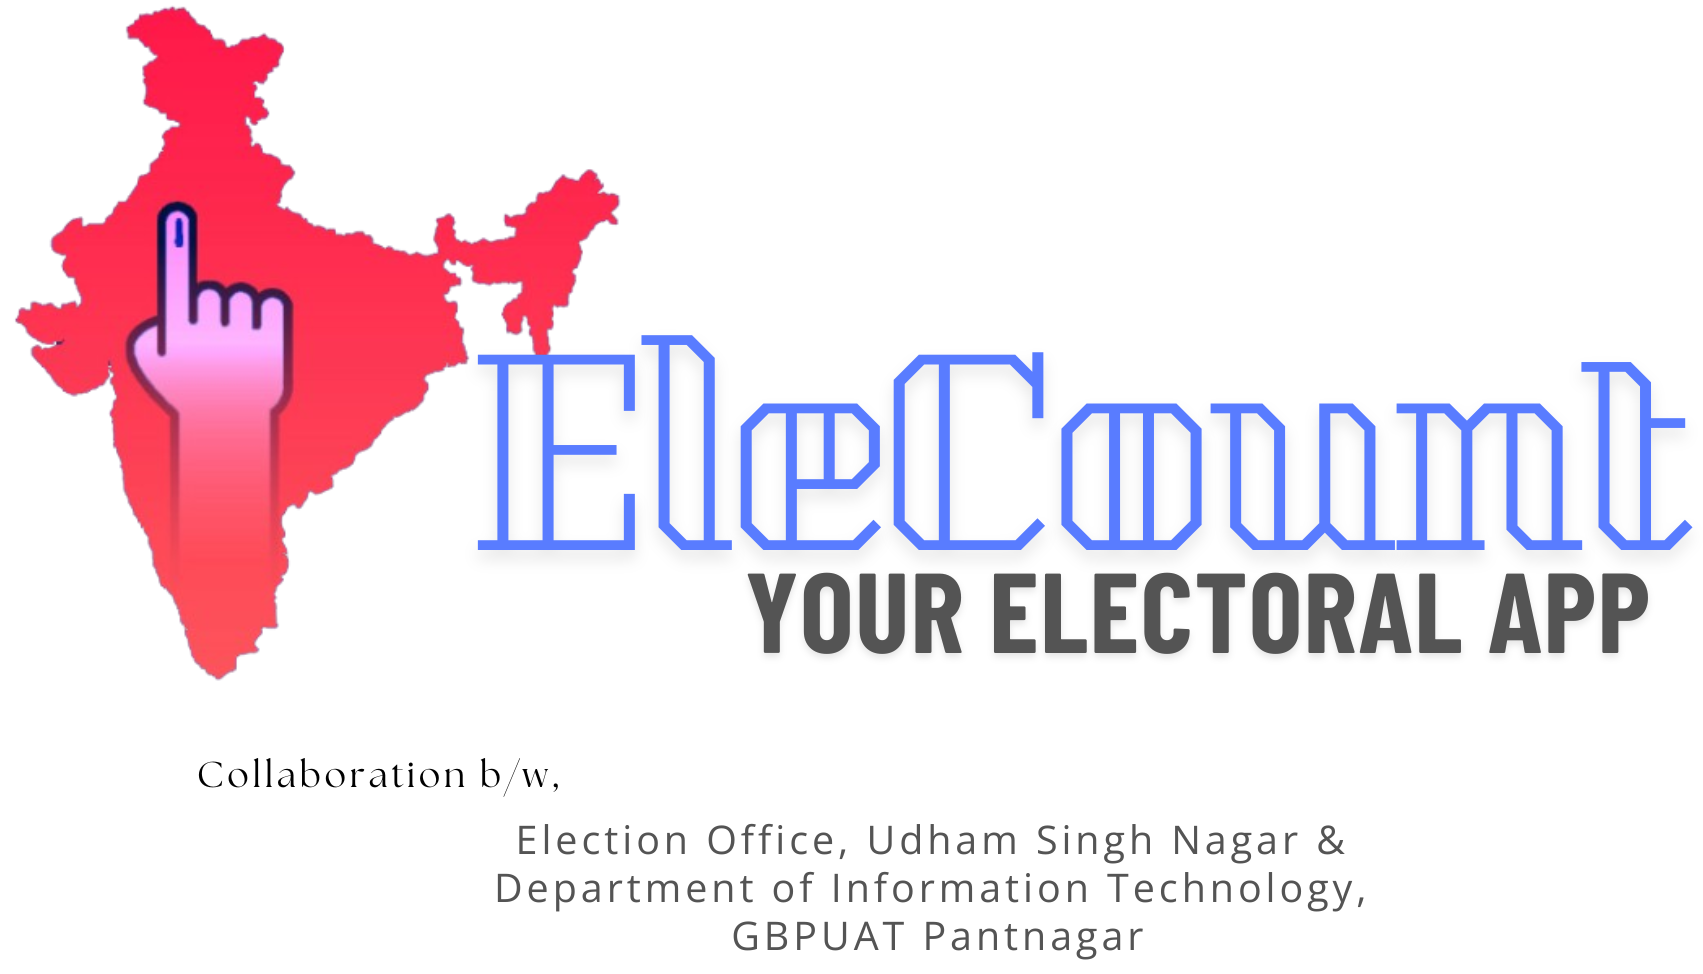 EleCount
YOUR ELECTORAL APP
Collaboration b/w,
Election Office, Udham Singh Nagar &
Department of Information Technology,
GBPUAT Pantnagar